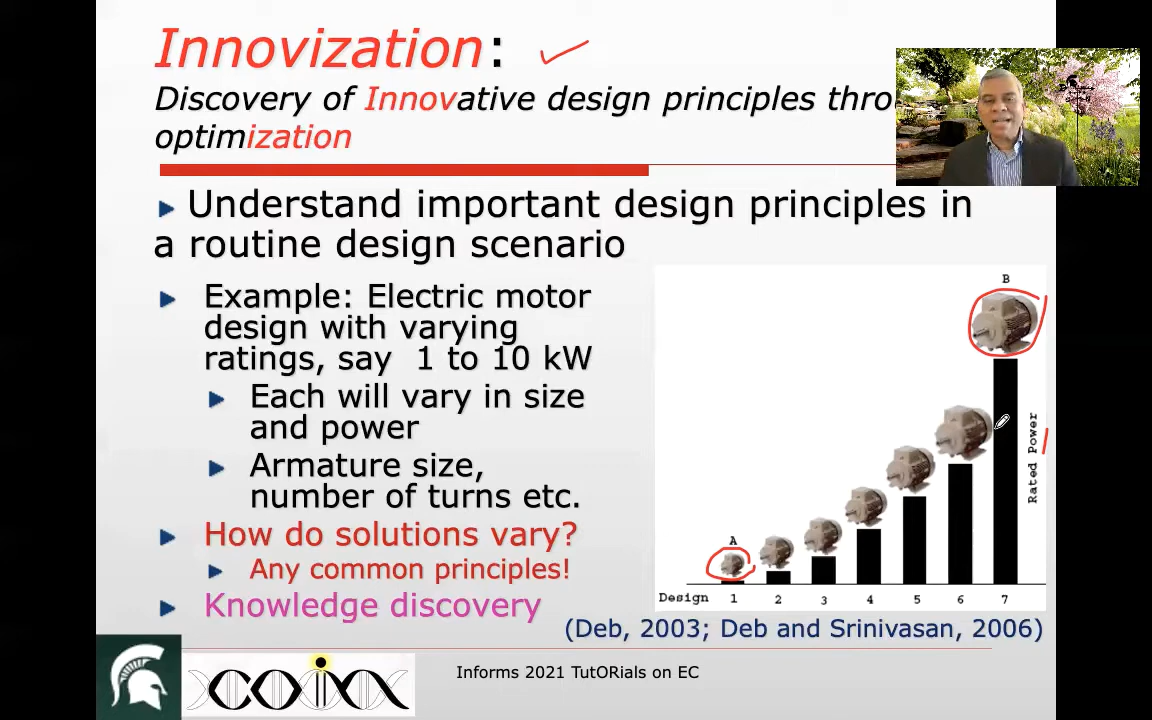 Innovization:
Discovery of Innovative design principles thro
optimization
Understand important design principles in
a routine design scenario
Example: Electric motor
design with varying
ratings, say 1 to 10 kW
Each will vary in size
and power
Armature size,
number of turns etc.
How do solutions vary?
Any common principles!
Knowledge discovery
B
Rated Power
A
Design 1 2 3 4 5 6 7
(Deb, 2003; Deb and Srinivasan, 2006)
COIN
Informs 2021 TutORials on EC